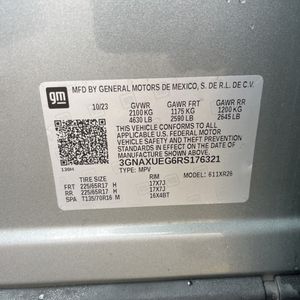 gm
MFD BY GENERAL MOTORS DE MEXICO, S. DE R.L. DE C.V.
10/23 GVWR GAWR FRT GAWR RR
2100 KG 1175 KG 1200 KG
4630 LB 2590 LB 2645 LB
THIS VEHICLE CONFORMS TO ALL
APPLICABLE U.S. FEDERAL MOTOR
VEHICLE SAFETY AND THEFT PREVENTION
STANDARDS IN EFFECT ON THE DATE OF
MANUFACTURE SHOWN ABOVE.
3GNAXUEG6RS176321
TYPE: MPV MODEL: 611XR26
TIRE SIZE RIM
FRT 225/65R17 H 17X7J
RR 225/65R17 H 17X7J
SPA T135/70R16 M 16X4BT